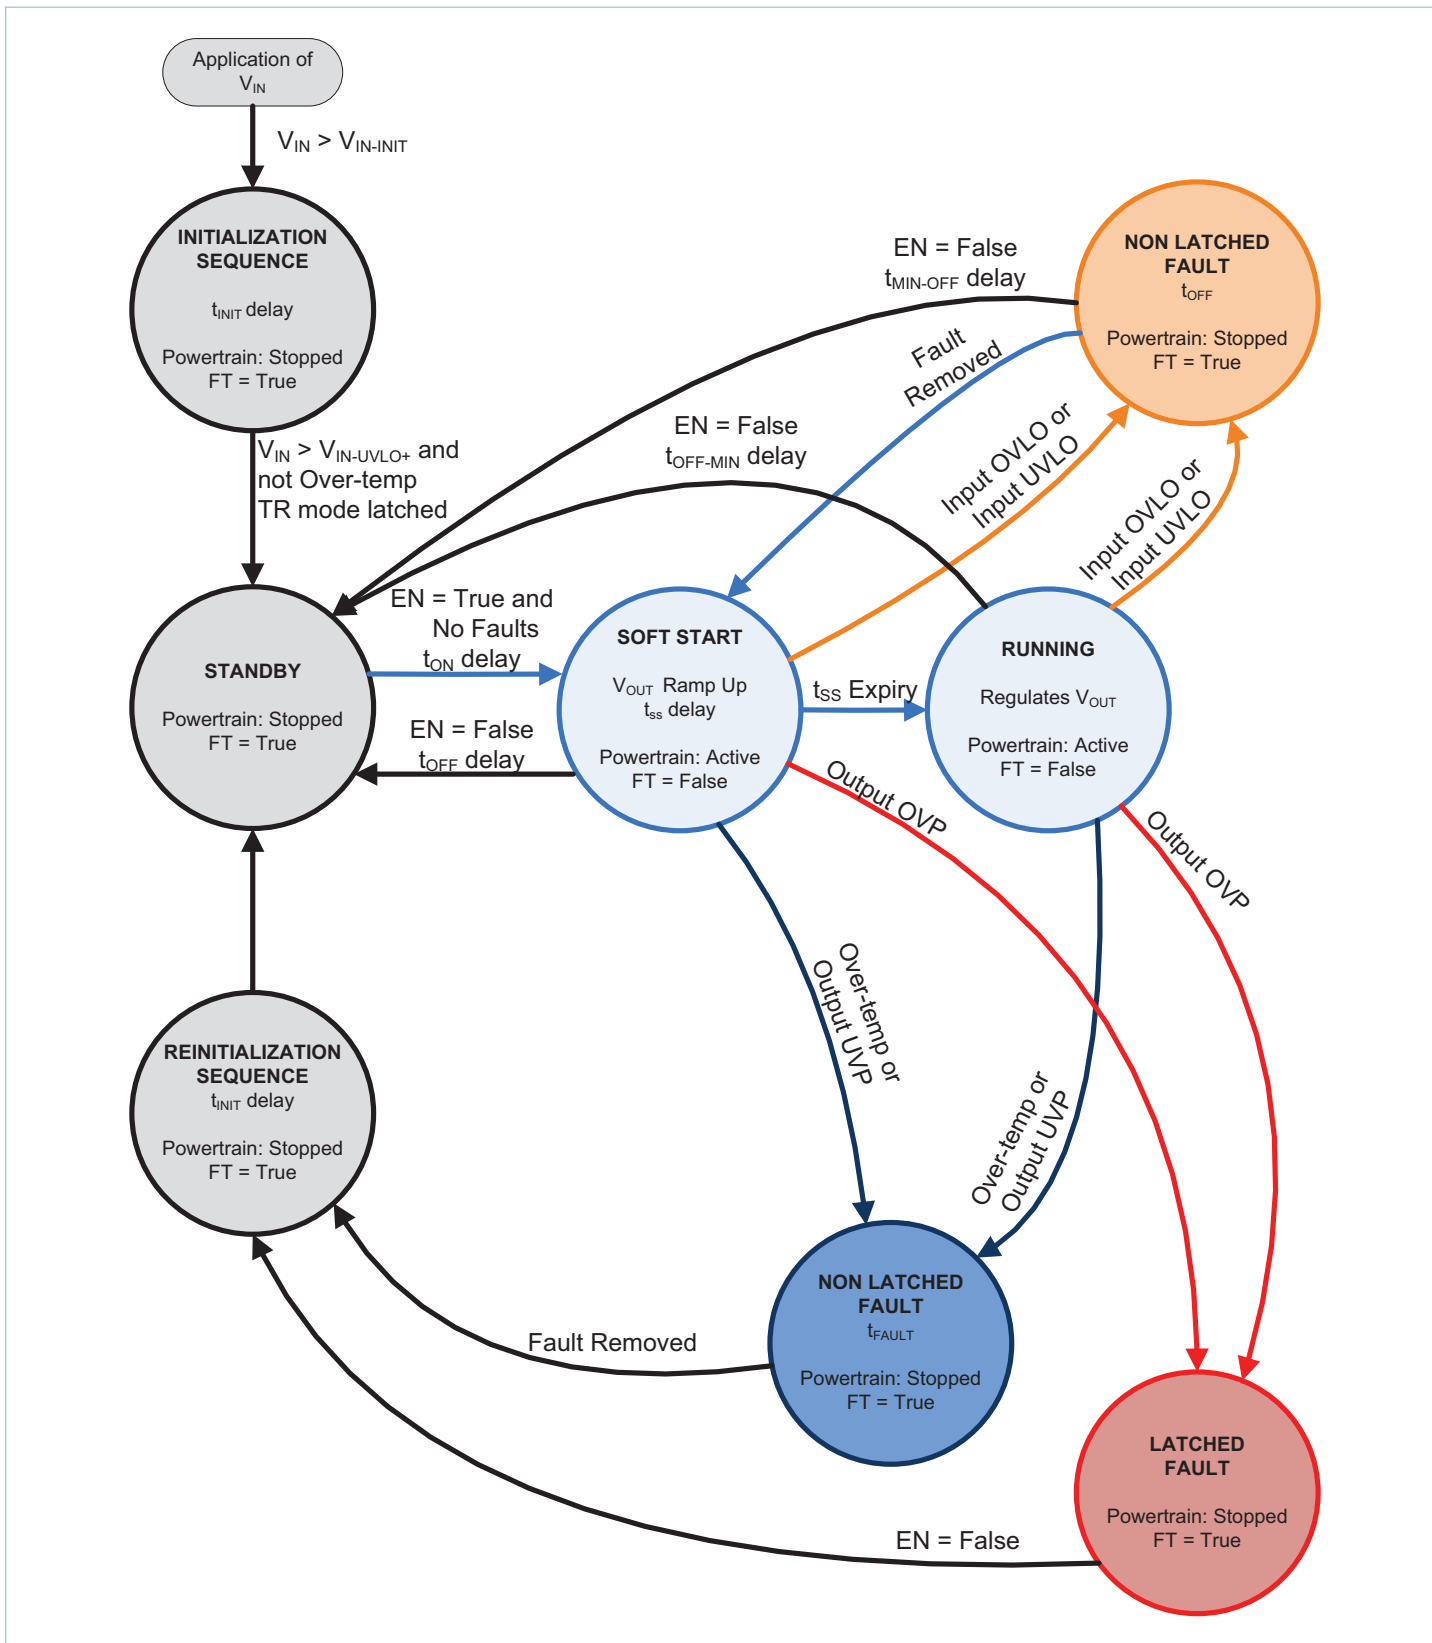 Application of
VIN
VIN > VIN-INIT
INITIALIZATION
SEQUENCE
tINIT delay
Powertrain: Stopped
FT = True
VIN > VIN-UVLO+ and
not Over-temp
TR mode latched
EN = False
tMIN-OFF delay
NON LATCHED
FAULT
tOFF
Powertrain: Stopped
FT = True
Fault
Removed
EN = False
tOFF-MIN delay
Input OVLO or
Input UVLO
Input OVLO or
Input UVLO
STANDBY
Powertrain: Stopped
FT = True
EN = True and
No Faults
tON delay
EN = False
tOFF delay
SOFT START
VOUT Ramp Up
tss delay
Powertrain: Active
FT = False
tSS Expiry
RUNNING
Regulates VOUT
Powertrain: Active
FT = False
Output OVP
Output OVP
Over-temp or
Output UVP
Over-temp or
Output UVP
REINITIALIZATION
SEQUENCE
tINIT delay
Powertrain: Stopped
FT = True
Fault Removed
NON LATCHED
FAULT
tFAULT
Powertrain: Stopped
FT = True
EN = False
LATCHED
FAULT
Powertrain: Stopped
FT = True